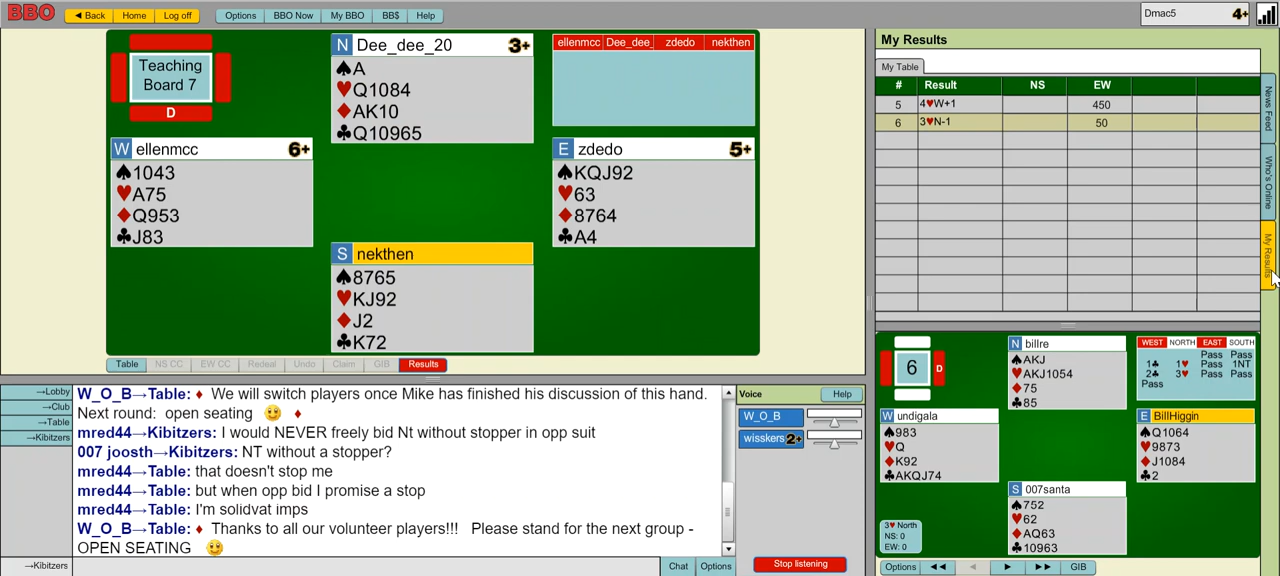 BBO
◄ Back Home Log off Options BBO Now My BBO BB$ Help Dmac5 4+
Teaching
Board 7
D
N Dee_dee_20 3+
♠A
♥Q1084
♦AK10
♣Q10965
ellenmcc Dee_dee_ zdedo nekthen
W ellenmcc 6+
♠1043
♥A75
♦Q953
♣J83
E zdedo 5+
♠KQJ92
♥63
♦8764
♣A4
S nekthen
♠8765
♥KJ92
♦J2
♣K72
Table NS CC EW CC Redeal Undo Claim GIB Results
→Lobby
→Club
→Table
→Kibitzers
W_O_B→Table: ♦ We will switch players once Mike has finished his discussion of this hand.
Next round: open seating ♦
mred44→Kibitzers: I would NEVER freely bid Nt without stopper in opp suit
007 joosth→Kibitzers: NT without a stopper?
mred44→Table: that doesn't stop me
mred44→Table: but when opp bid I promise a stop
mred44→Table: I'm solidvat imps
W_O_B→Table: ♦ Thanks to all our volunteer players!!! Please stand for the next group -
OPEN SEATING
→Kibitzers
Chat Options
Voice Help
W_O_B
wisskers 2+
Stop listening
My Results
My Table
# Result NS EW
5 4♥W+1 450
6 3♥N-1 50
News Feed
Who's Online
My Results
6
D
N billre
♠AKJ
♥AKJ1054
♦75
♣85
WEST NORTH EAST SOUTH
Pass Pass
1♣ 1♥ Pass 1NT
2♣ 3♥ Pass Pass
Pass
W undigala
♠983
♥Q
♦K92
♣AKQJ74
E BillHiggin
♠Q1064
♥9873
♦J1084
♣2
S 007santa
♠752
♥62
♦AQ63
♣10963
3♥ North
NS: 0
EW: 0
Options ◄◄ ◄ ► ►► GIB